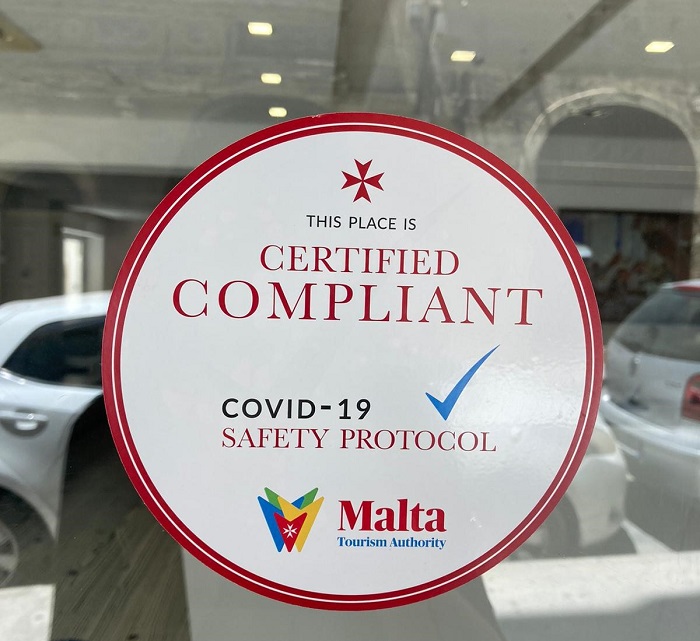 THIS PLACE IS
CERTIFIED
COMPLIANT
COVID-19
SAFETY PROTOCOL
Malta
Tourism Authority